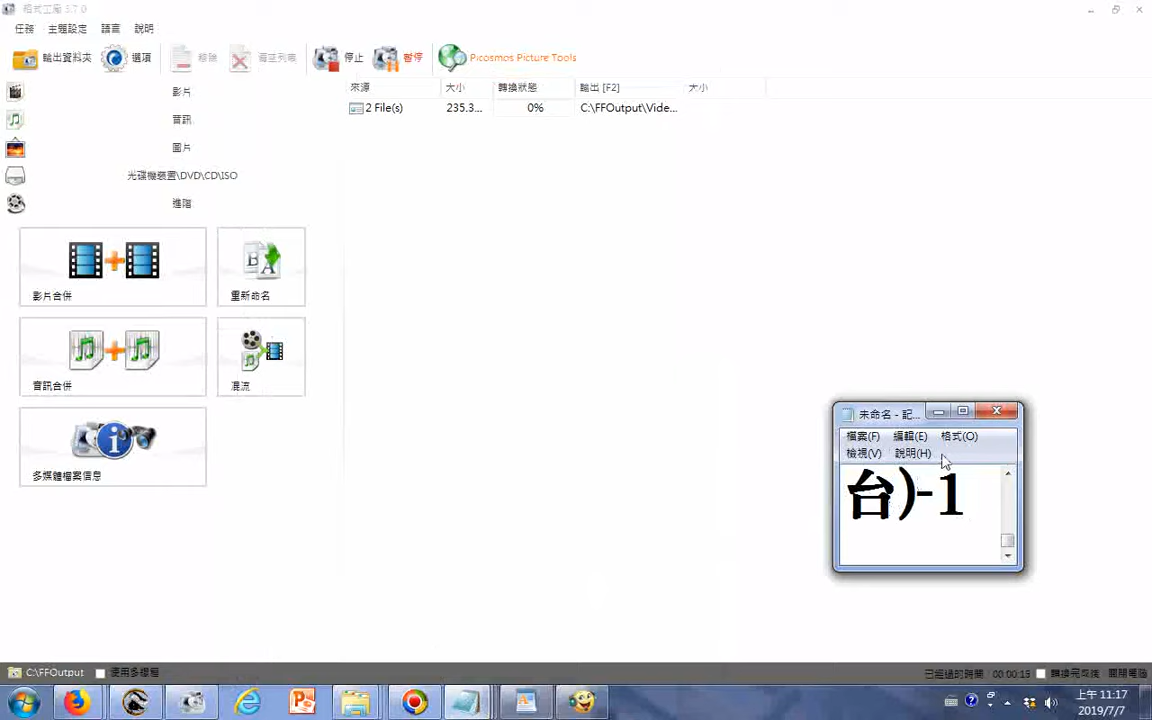 格式工廠 3.7.0
任務 主題設定 語言 說明
輸出資料夾 選項 移除 清空列表 停止 暫停 Picosmos Picture Tools
影片
音訊
圖片
光碟機裝置\DVD\CD\ISO
進階
影片合併 重新命名
音訊合併 混流
多媒體檔案信息
來源 大小 轉換狀態 輸出 [F2] 大小
2 File(s) 235.3... 0% C:\FFOutput\Vide...
未命名 - 記...
檔案(F) 編輯(E) 格式(O)
檢視(V) 說明(H)
台)-1
C:\FFOutput 使用多線程 已經過的時間 : 00:00:15 轉換完成後: 關閉電腦
上午 11:17
2019/7/7